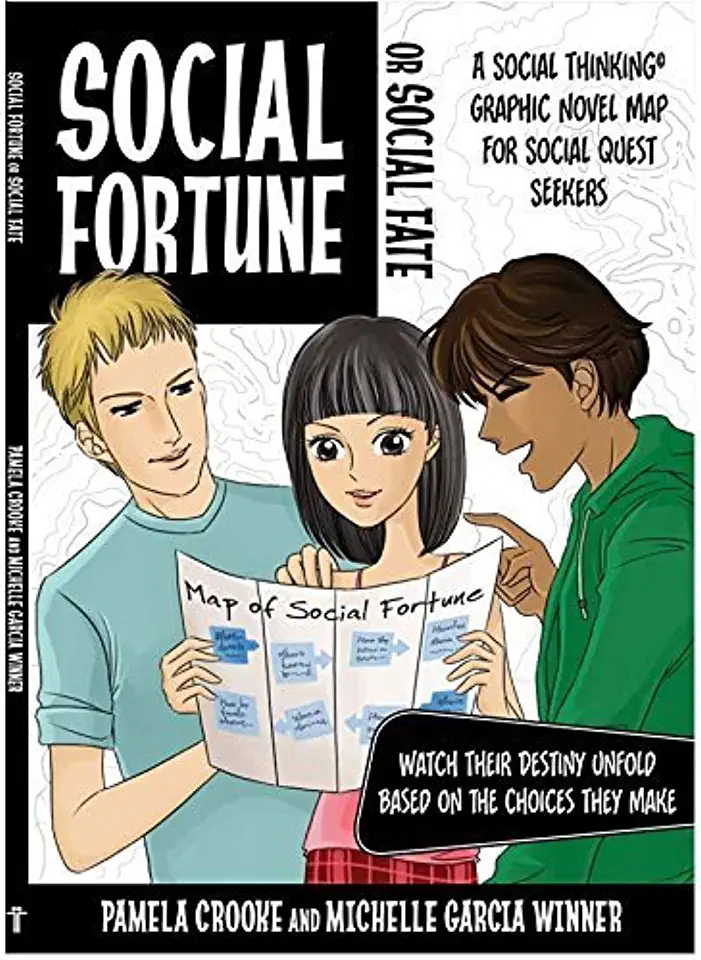 SOCIAL FORTUNE OR SOCIAL FATE
PAMELA CROOKE AND MICHELLE GARCIA WINNER
SOCIAL
FORTUNE
OR SOCIAL FATE
A SOCIAL THINKING®
GRAPHIC NOVEL MAP
FOR SOCIAL QUEST
SEEKERS
Map of Social Fortune
WATCH THEIR DESTINY UNFOLD
BASED ON THE CHOICES THEY MAKE
PAMELA CROOKE AND MICHELLE GARCIA WINNER